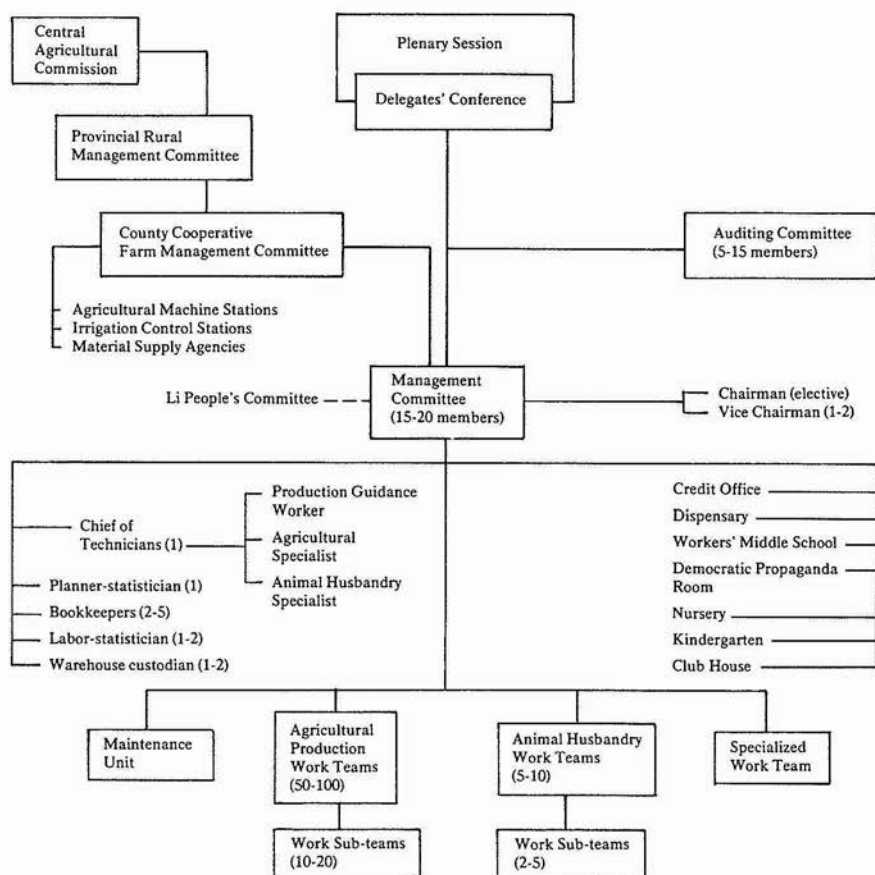 Central
Agricultural
Commission
Plenary Session
Delegates' Conference
Provincial Rural
Management Committee
County Cooperative
Farm Management Committee
Auditing Committee
(5-15 members)
Agricultural Machine Stations
Irrigation Control Stations
Material Supply Agencies
Li People's Committee
Management
Committee
(15-20 members)
Chairman (elective)
Vice Chairman (1-2)
Chief of
Technicians (1)
Production Guidance
Worker
Agricultural
Specialist
Animal Husbandry
Specialist
Planner-statistician (1)
Bookkeepers (2-5)
Labor-statistician (1-2)
Warehouse custodian (1-2)
Credit Office
Dispensary
Workers' Middle School
Democratic Propaganda
Room
Nursery
Kindergarten
Club House
Maintenance
Unit
Agricultural
Production
Work Teams
(50-100)
Animal Husbandry
Work Teams
(5-10)
Specialized
Work Team
Work Sub-teams
(10-20)
Work Sub-teams
(2-5)